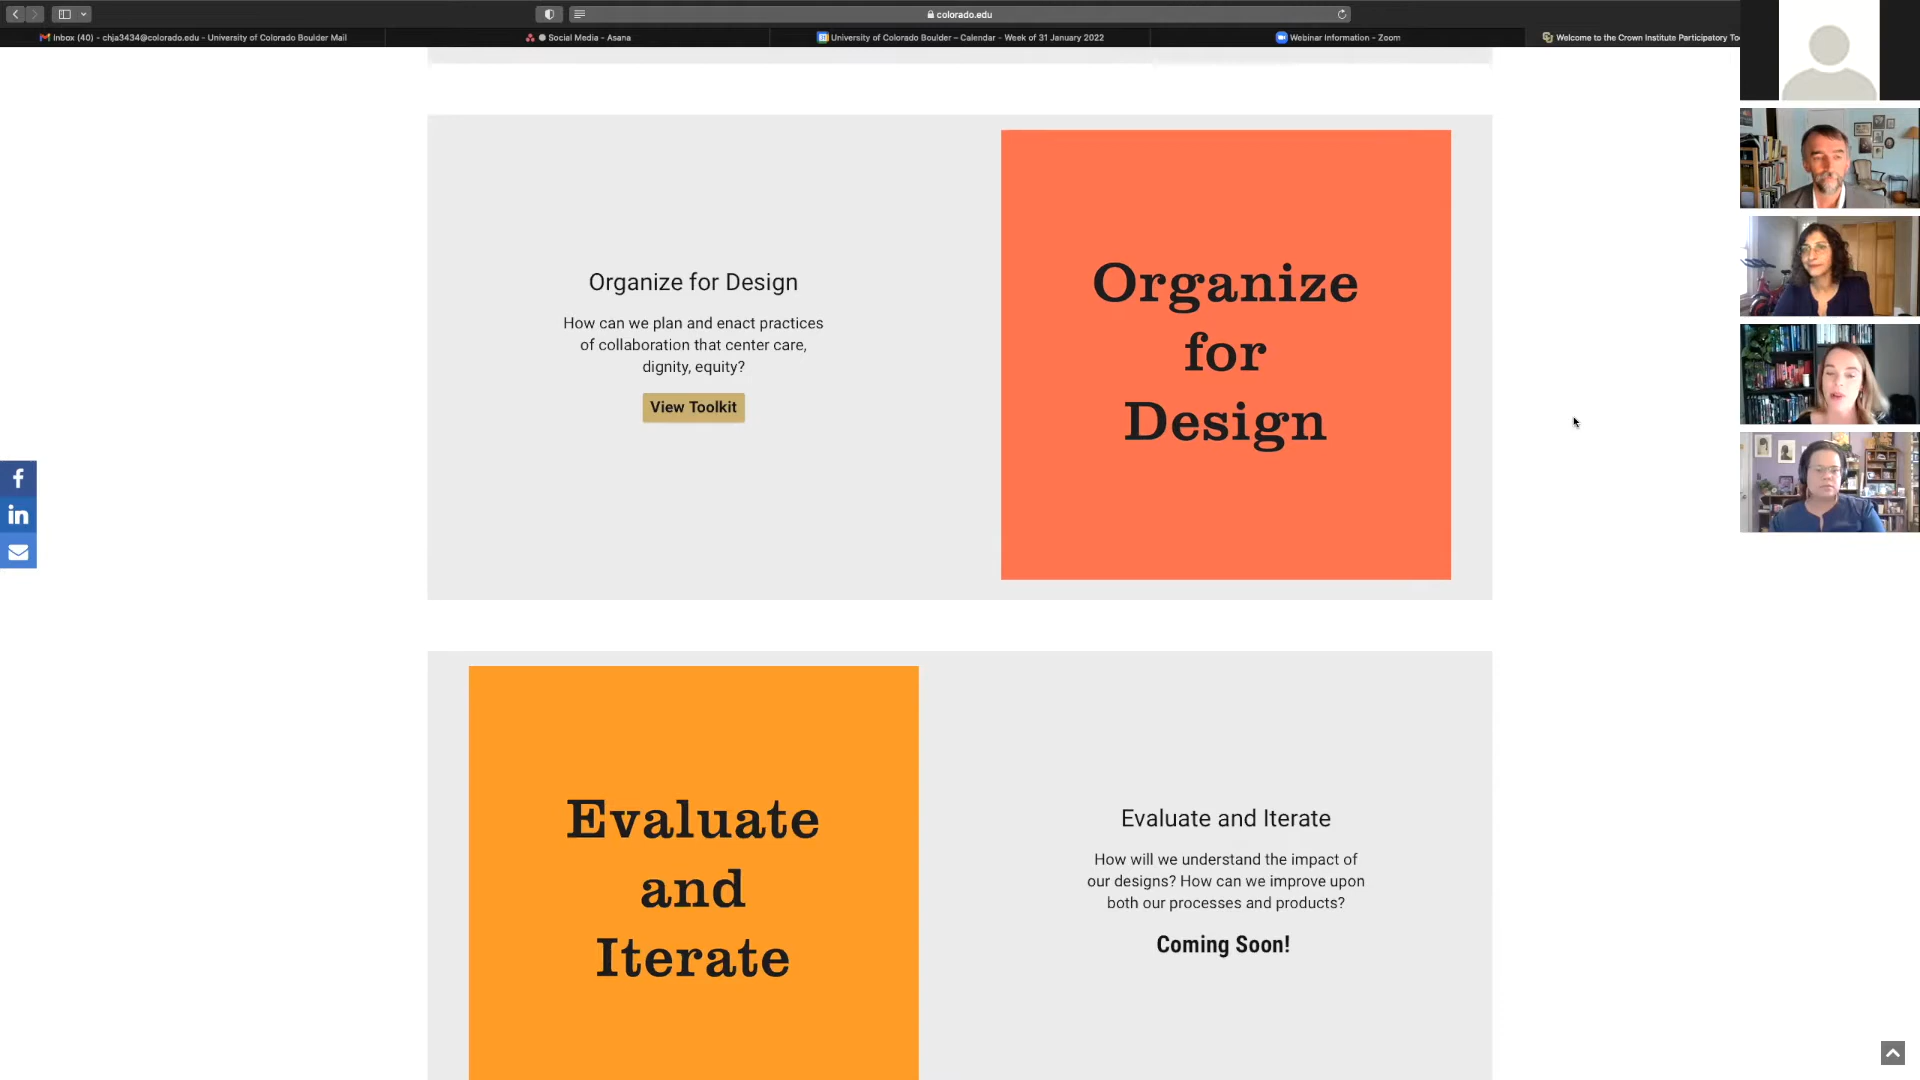 colorado.edu
Inbox (40) - chja3434@colorado.edu - University of Colorado Boulder Mail
Social Media - Asana
University of Colorado Boulder – Calendar - Week of 31 January 2022
Webinar Information - Zoom
Welcome to the Crown Institute Participatory To
Organize for Design
How can we plan and enact practices
of collaboration that center care,
dignity, equity?
View Toolkit
Organize
for
Design
Evaluate
and
Iterate
Evaluate and Iterate
How will we understand the impact of
our designs? How can we improve upon
both our processes and products?
Coming Soon!